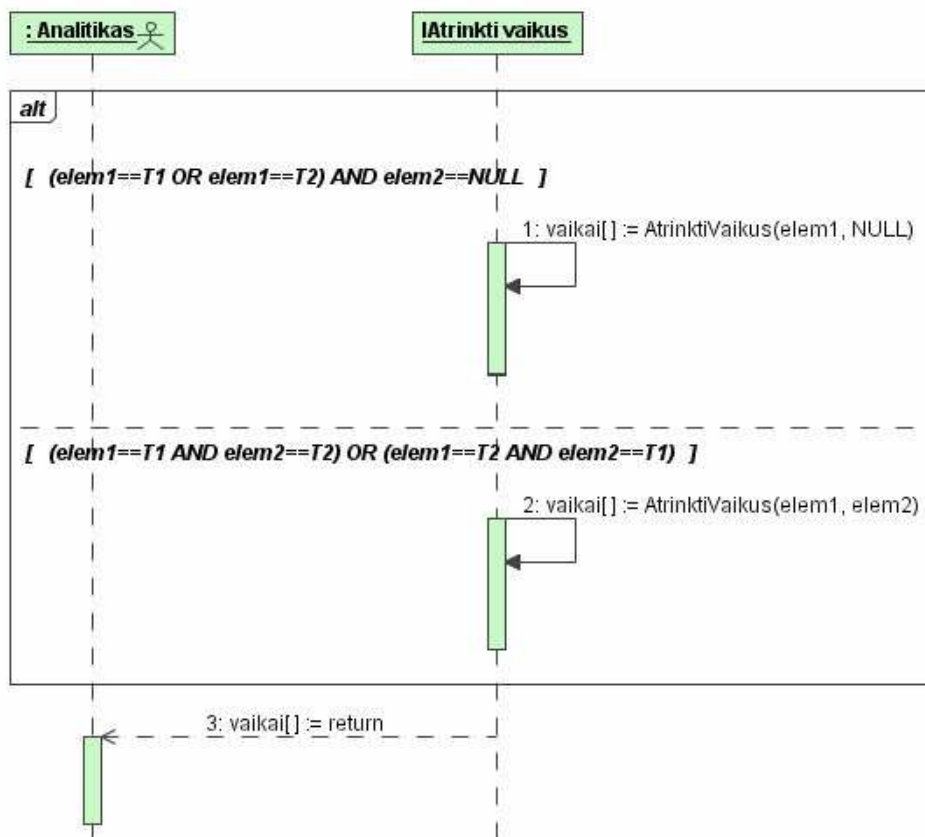 : Analitikas
IAtrinkti vaikus
alt
[ (elem1==T1 OR elem1==T2) AND elem2==NULL ]
1: vaikai[] := AtrinktiVaikus(elem1, NULL)
[ (elem1==T1 AND elem2==T2) OR (elem1==T2 AND elem2==T1) ]
2: vaikai[] := AtrinktiVaikus(elem1, elem2)
3: vaikai[] := return